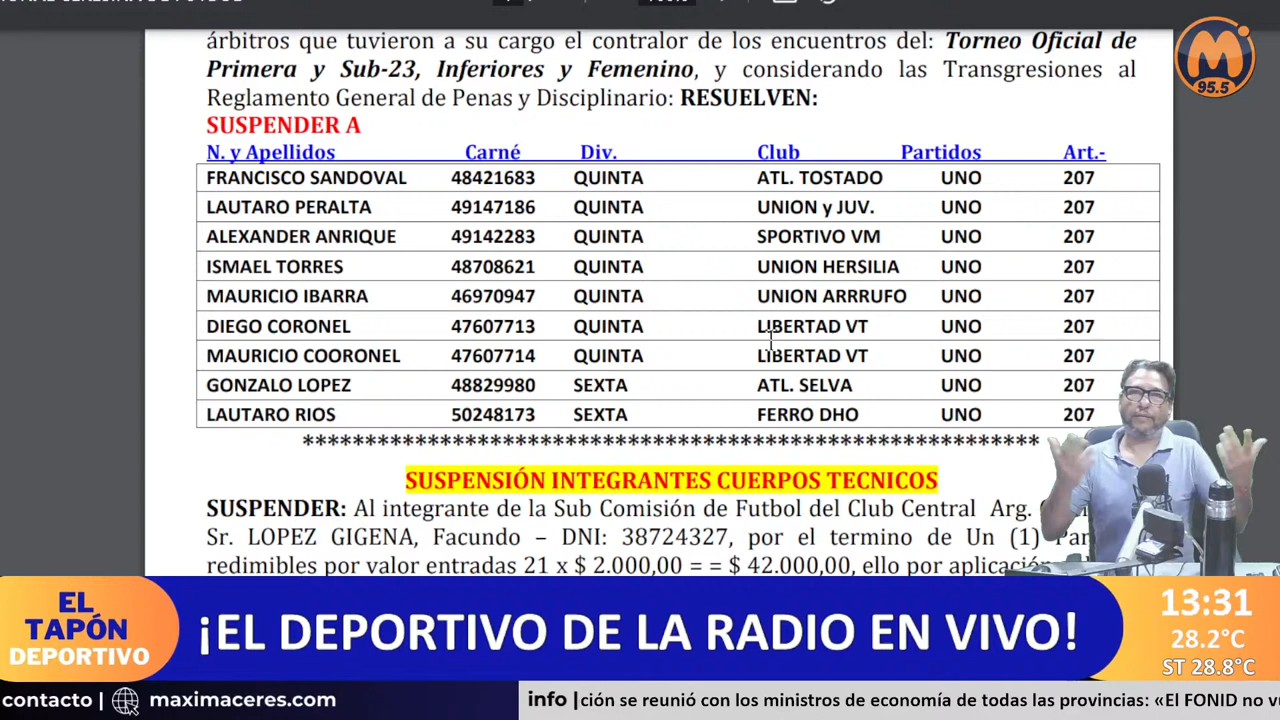 árbitros que tuvieron a su cargo el contralor de los encuentros del: Torneo Oficial de
Primera y Sub-23, Inferiores y Femenino, y considerando las Transgresiones al
Reglamento General de Penas y Disciplinario: RESUELVEN:
SUSPENDER A
N. y Apellidos Carné Div. Club Partidos Art.-
FRANCISCO SANDOVAL 48421683 QUINTA ATL. TOSTADO UNO 207
LAUTARO PERALTA 49147186 QUINTA UNION y JUV. UNO 207
ALEXANDER ANRIQUE 49142283 QUINTA SPORTIVO VM UNO 207
ISMAEL TORRES 48708621 QUINTA UNION HERSILIA UNO 207
MAURICIO IBARRA 46970947 QUINTA UNION ARRRUFO UNO 207
DIEGO CORONEL 47607713 QUINTA LIBERTAD VT UNO 207
MAURICIO COORONEL 47607714 QUINTA LIBERTAD VT UNO 207
GONZALO LOPEZ 48829980 SEXTA ATL. SELVA UNO 207
LAUTARO RIOS 50248173 SEXTA FERRO DHO UNO 207
***********************************************************
SUSPENSIÓN INTEGRANTES CUERPOS TECNICOS
SUSPENDER: Al integrante de la Sub Comisión de Futbol del Club Central Arg.
Sr. LOPEZ GIGENA, Facundo – DNI: 38724327, por el termino de Un (1)
redimibles por valor entradas 21 x $ 2.000,00 = = $ 42.000,00, ello por aplicación
M
95.5
EL
TAPÓN
DEPORTIVO
¡EL DEPORTIVO DE LA RADIO EN VIVO!
13:31
28.2°C
ST 28.8°C
contacto | maximaceres.com
info | ción se reunió con los ministros de economía de todas las provincias: «El FONID no v